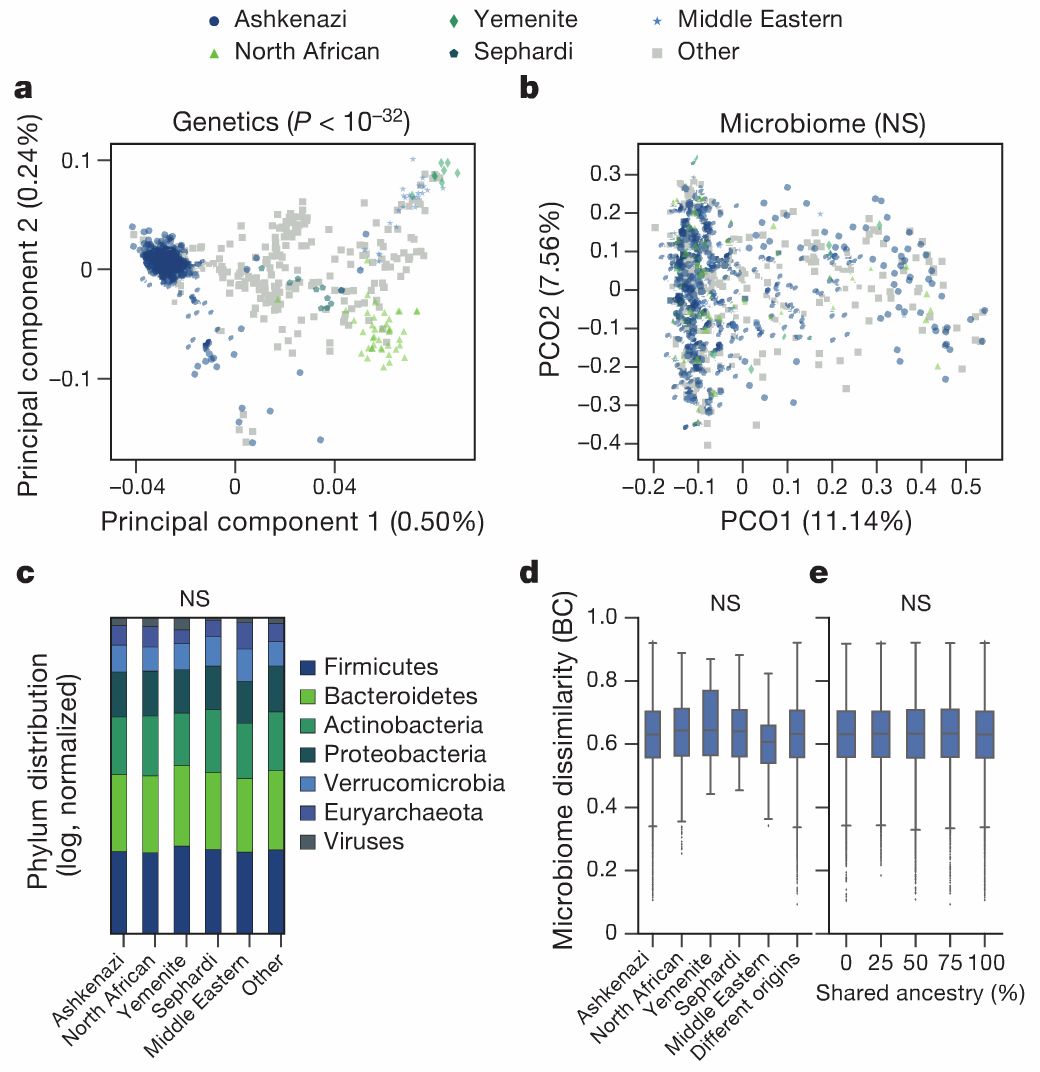 Ashkenazi
Yemenite
Middle Eastern
North African
Sephardi
Other
a
Genetics (P < 10–32)
Principal component 2 (0.24%)
0.1
0
–0.1
–0.04
0
0.04
Principal component 1 (0.50%)
b
Microbiome (NS)
PCO2 (7.56%)
0.3
0.2
0.1
0
–0.1
–0.2
–0.3
–0.4
–0.2
–0.1
0
0.1
0.2
0.3
0.4
0.5
PCO1 (11.14%)
c
NS
Phylum distribution
(log, normalized)
Ashkenazi
North African
Yemenite
Sephardi
Middle Eastern
Other
Firmicutes
Bacteroidetes
Actinobacteria
Proteobacteria
Verrucomicrobia
Euryarchaeota
Viruses
d
NS
Microbiome dissimilarity (BC)
1.0
0.8
0.6
0.4
0.2
0
Ashkenazi
North African
Yemenite
Sephardi
Middle Eastern
Different origins
e
NS
0
25
50
75
100
Shared ancestry (%)